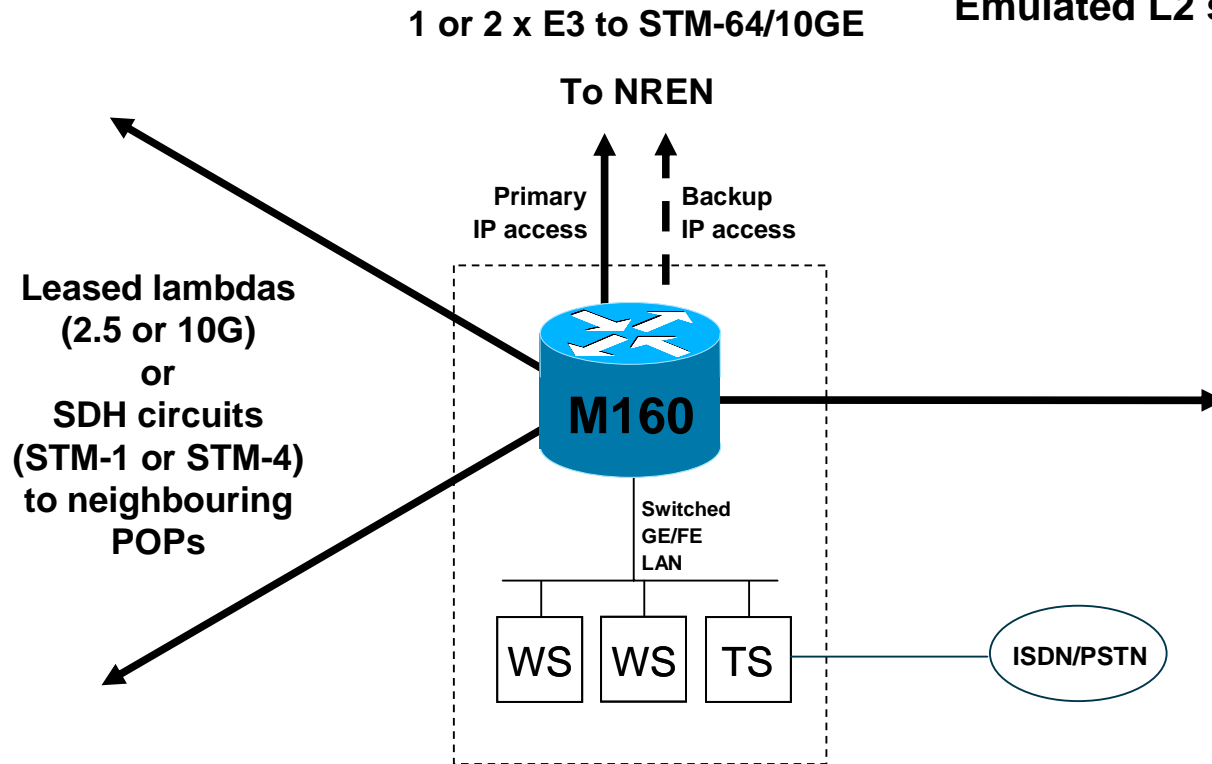 1 or 2 x E3 to STM-64/10GE
Emulated L2
To NREN
Primary
IP access
Backup
IP access
Leased lambdas
(2.5 or 10G)
or
SDH circuits
(STM-1 or STM-4)
to neighbouring
POPs
M160
Switched
GE/FE
LAN
WS
WS
TS
ISDN/PSTN